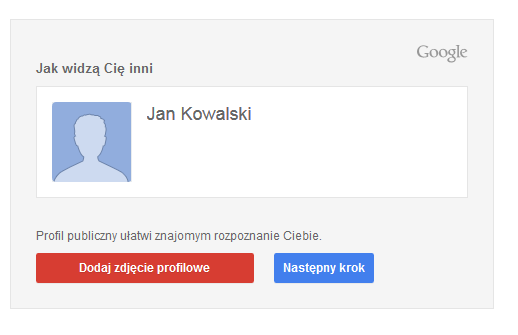 Google
Jak widzą Cię inni
Jan Kowalski
Profil publiczny ułatwi znajomym rozpoznanie Ciebie.
Dodaj zdjęcie profilowe
Następny krok